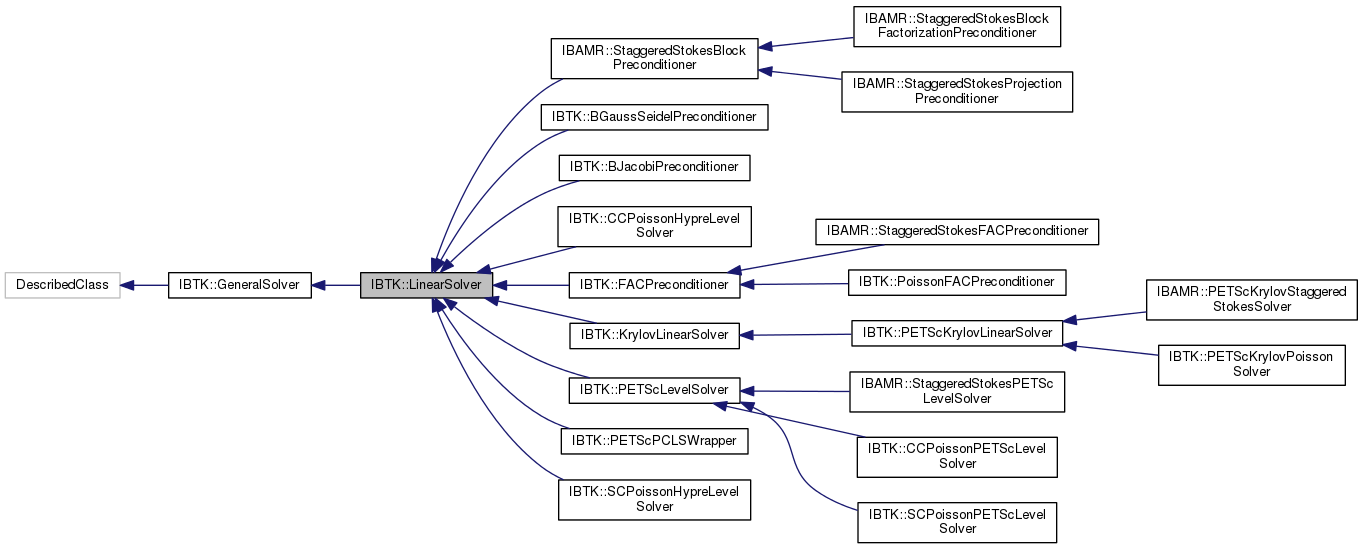 DescribedClass
IBTK::GeneralSolver
IBTK::LinearSolver
IBAMR::StaggeredStokesBlock
Preconditioner
IBTK::BGaussSeidelPreconditioner
IBTK::BJacobiPreconditioner
IBTK::CCPoissonHypreLevel
Solver
IBTK::FACPreconditioner
IBTK::KrylovLinearSolver
IBTK::PETScLevelSolver
IBTK::PETScPCLSWrapper
IBTK::SCPoissonHypreLevel
Solver
IBAMR::StaggeredStokesBlock
FactorizationPreconditioner
IBAMR::StaggeredStokesProjection
Preconditioner
IBAMR::StaggeredStokesFACPreconditioner
IBTK::PoissonFACPreconditioner
IBTK::PETScKrylovLinearSolver
IBAMR::StaggeredStokesPETSc
LevelSolver
IBTK::CCPoissonPETScLevel
Solver
IBTK::SCPoissonPETScLevel
Solver
IBAMR::PETScKrylovStaggered
StokesSolver
IBTK::PETScKrylovPoisson
Solver